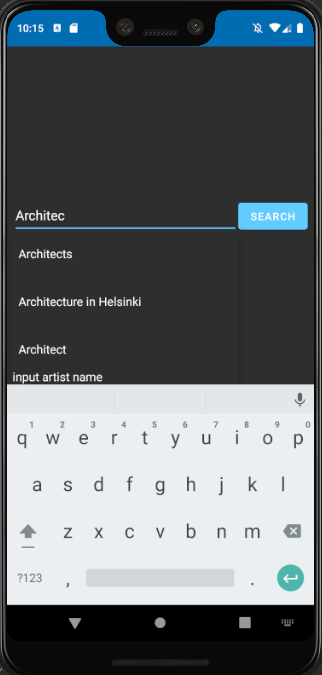 10:15
Architec
SEARCH
Architects
Architecture in Helsinki
Architect
input artist name
1 2 3 4 5 6 7 8 9 0
q w e r t y u i o p
a s d f g h j k l
z x c v b n m
?123 , .